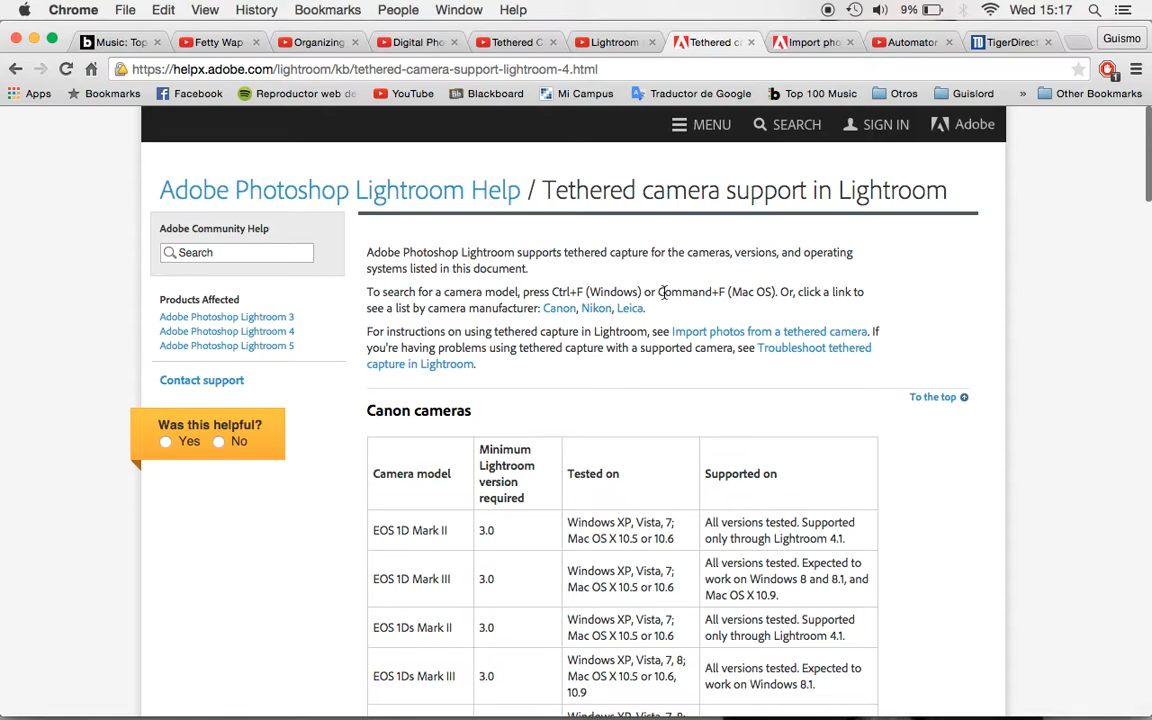 Chrome File Edit View History Bookmarks People Window Help 9% Wed 15:17
Music: Top Fetty Wap Organizing Digital Pho Tethered C Lightroom Tethered c Import pho Automator TigerDirect Guismo
https://helpx.adobe.com/lightroom/kb/tethered-camera-support-lightroom-4.html
Apps Bookmarks Facebook Reproductor web de YouTube Blackboard Mi Campus Traductor de Google Top 100 Music Otros Guislord » Other Bookmarks
MENU SEARCH SIGN IN Adobe
Adobe Photoshop Lightroom Help / Tethered camera support in Lightroom
Adobe Community Help
Search
Products Affected
Adobe Photoshop Lightroom 3
Adobe Photoshop Lightroom 4
Adobe Photoshop Lightroom 5
Contact support
Was this helpful?
Yes No
Adobe Photoshop Lightroom supports tethered capture for the cameras, versions, and operating
systems listed in this document.
To search for a camera model, press Ctrl+F (Windows) or Command+F (Mac OS). Or, click a link to
see a list by camera manufacturer: Canon, Nikon, Leica.
For instructions on using tethered capture in Lightroom, see Import photos from a tethered camera. If
you're having problems using tethered capture with a supported camera, see Troubleshoot tethered
capture in Lightroom.
To the top
Canon cameras
Camera model Minimum Lightroom version required Tested on Supported on
EOS 1D Mark II 3.0 Windows XP, Vista, 7; Mac OS X 10.5 or 10.6 All versions tested. Supported only through Lightroom 4.1.
EOS 1D Mark III 3.0 Windows XP, Vista, 7; Mac OS X 10.5 or 10.6 All versions tested. Expected to work on Windows 8 and 8.1, and Mac OS X 10.9.
EOS 1Ds Mark II 3.0 Windows XP, Vista, 7; Mac OS X 10.5 or 10.6 All versions tested. Supported only through Lightroom 4.1.
EOS 1Ds Mark III 3.0 Windows XP, Vista, 7, 8; Mac OS X 10.5 or 10.6, 10.9 All versions tested. Expected to work on Windows 8.1.